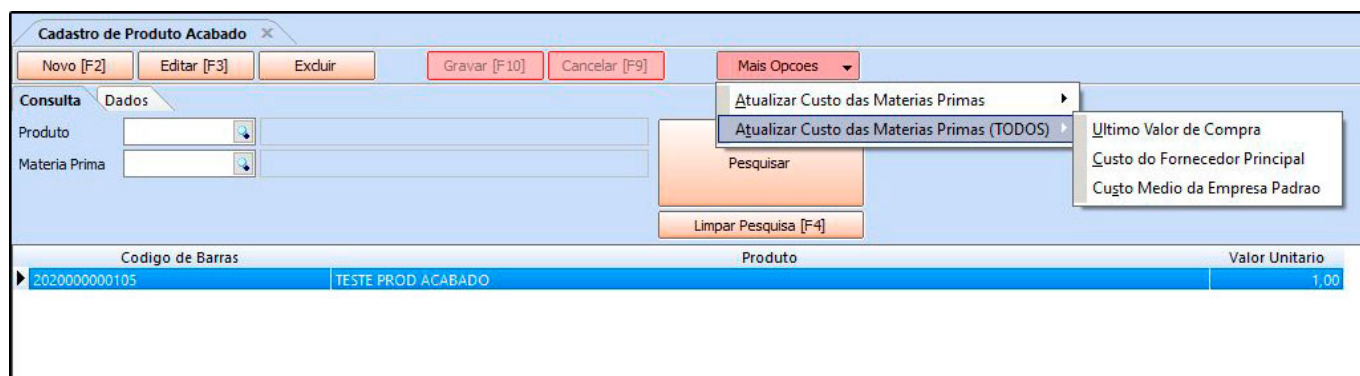 Cadastro de Produto Acabado
Novo [F2] Editar [F3] Excluir Gravar [F10] Cancelar [F9] Mais Opcoes
Consulta Dados
Atualizar Custo das Materias Primas
Produto
Atualizar Custo das Materias Primas (TODOS) Ultimo Valor de Compra
Materia Prima Pesquisar Custo do Fornecedor Principal
Custo Medio da Empresa Padrao
Limpar Pesquisa [F4]
Codigo de Barras Produto Valor Unitario
2020000000105 TESTE PROD ACABADO 1,00